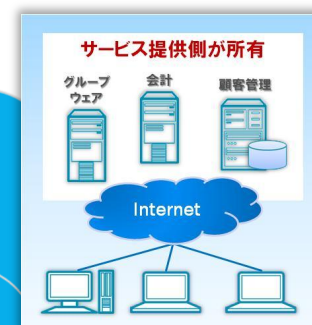 サービス提供側が所有
グループ
ウェア
会計
顧客管理
Internet